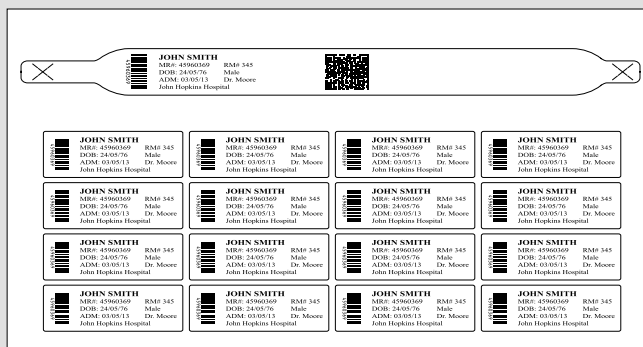 JOHN SMITH
MR#: 45960369 RM# 345
DOB: 24/05/76 Male
ADM: 03/05/13 Dr. Moore
John Hopkins Hospital
JOHN SMITH
MR#: 45960369 RM# 345
DOB: 24/05/76 Male
ADM: 03/05/13 Dr. Moore
John Hopkins Hospital
JOHN SMITH
MR#: 45960369 RM# 345
DOB: 24/05/76 Male
ADM: 03/05/13 Dr. Moore
John Hopkins Hospital
JOHN SMITH
MR#: 45960369 RM# 345
DOB: 24/05/76 Male
ADM: 03/05/13 Dr. Moore
John Hopkins Hospital
JOHN SMITH
MR#: 45960369 RM# 345
DOB: 24/05/76 Male
ADM: 03/05/13 Dr. Moore
John Hopkins Hospital
JOHN SMITH
MR#: 45960369 RM# 345
DOB: 24/05/76 Male
ADM: 03/05/13 Dr. Moore
John Hopkins Hospital
JOHN SMITH
MR#: 45960369 RM# 345
DOB: 24/05/76 Male
ADM: 03/05/13 Dr. Moore
John Hopkins Hospital
JOHN SMITH
MR#: 45960369 RM# 345
DOB: 24/05/76 Male
ADM: 03/05/13 Dr. Moore
John Hopkins Hospital
JOHN SMITH
MR#: 45960369 RM# 345
DOB: 24/05/76 Male
ADM: 03/05/13 Dr. Moore
John Hopkins Hospital
JOHN SMITH
MR#: 45960369 RM# 345
DOB: 24/05/76 Male
ADM: 03/05/13 Dr. Moore
John Hopkins Hospital
JOHN SMITH
MR#: 45960369 RM# 345
DOB: 24/05/76 Male
ADM: 03/05/13 Dr. Moore
John Hopkins Hospital
JOHN SMITH
MR#: 45960369 RM# 345
DOB: 24/05/76 Male
ADM: 03/05/13 Dr. Moore
John Hopkins Hospital
JOHN SMITH
MR#: 45960369 RM# 345
DOB: 24/05/76 Male
ADM: 03/05/13 Dr. Moore
John Hopkins Hospital
JOHN SMITH
MR#: 45960369 RM# 345
DOB: 24/05/76 Male
ADM: 03/05/13 Dr. Moore
John Hopkins Hospital
JOHN SMITH
MR#: 45960369 RM# 345
DOB: 24/05/76 Male
ADM: 03/05/13 Dr. Moore
John Hopkins Hospital
JOHN SMITH
MR#: 45960369 RM# 345
DOB: 24/05/76 Male
ADM: 03/05/13 Dr. Moore
John Hopkins Hospital
JOHN SMITH
MR#: 45960369 RM# 345
DOB: 24/05/76 Male
ADM: 03/05/13 Dr. Moore
John Hopkins Hospital